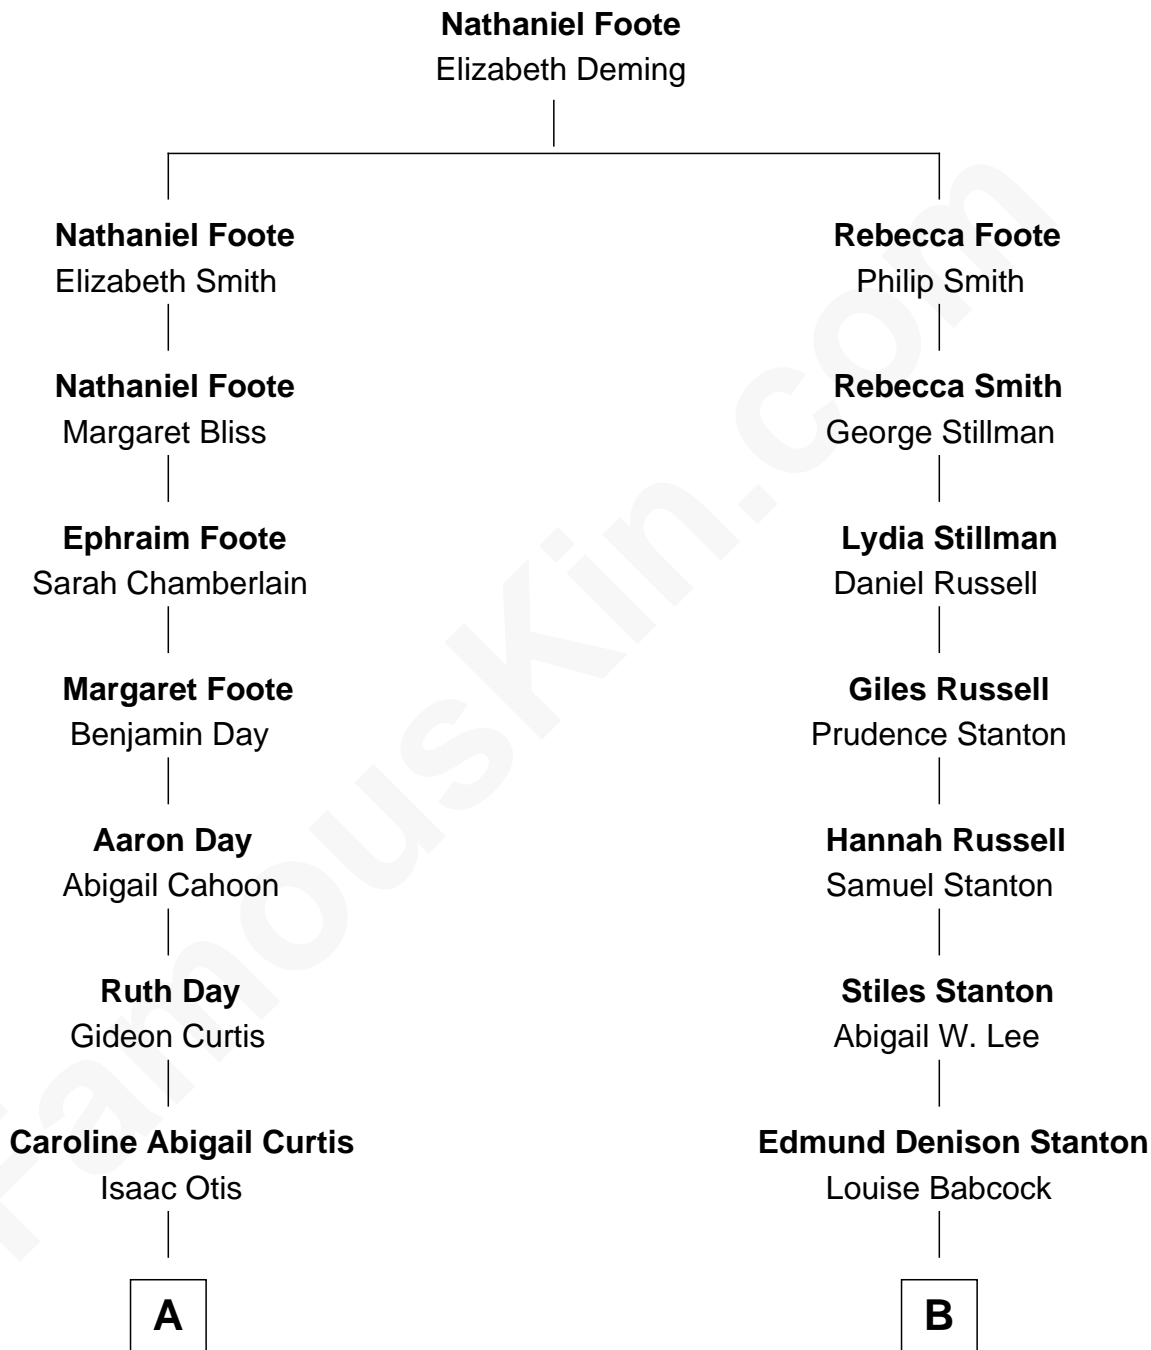 Nathaniel Foote
Elizabeth Deming
Nathaniel Foote
Elizabeth Smith
Rebecca Foote
Philip Smith
Nathaniel Foote
Margaret Bliss
Rebecca Smith
George Stillman
Ephraim Foote
Sarah Chamberlain
Lydia Stillman
Daniel Russell
Margaret Foote
Benjamin Day
Giles Russell
Prudence Stanton
Aaron Day
Abigail Cahoon
Hannah Russell
Samuel Stanton
Ruth Day
Gideon Curtis
Stiles Stanton
Abigail W. Lee
Caroline Abigail Curtis
Isaac Otis
Edmund Denison Stanton
Louise Babcock
A
B
FamousKin.com